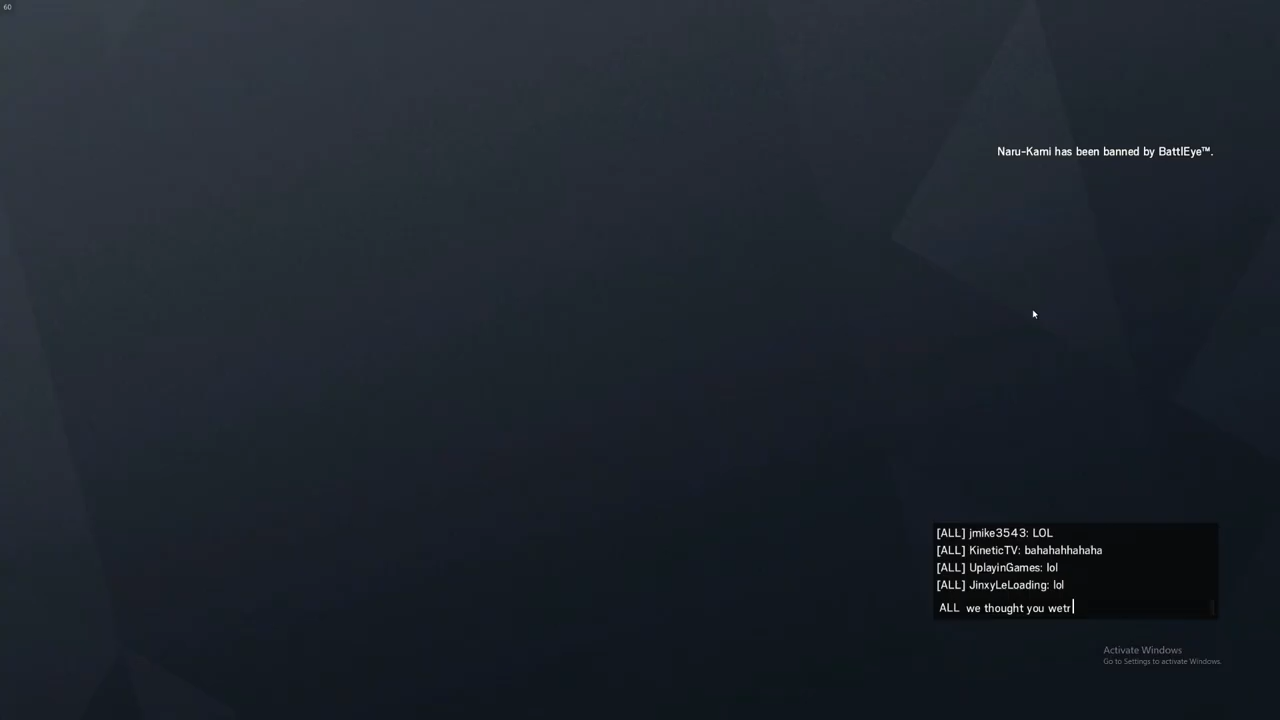 60
Naru-Kami has been banned by BattlEye™.
[ALL] jmike3543: LOL
[ALL] KineticTV: bahahahhahaha
[ALL] UplayinGames: lol
[ALL] JinxyLeLoading: lol
ALL we thought you wetr
Activate Windows
Go to Settings to activate Windows.